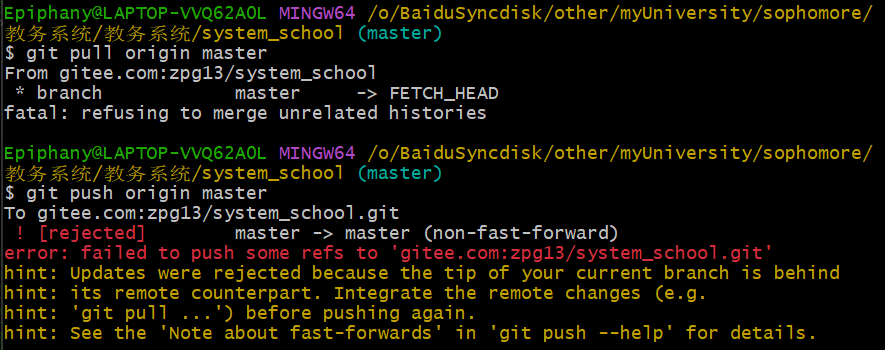 Epiphany@LAPTOP-VVQ62AOL MINGW64 /o/BaiduSyncdisk/other/myUniversity/sophomore/
教务系统/教务系统/system_school (master)
$ git pull origin master
From gitee.com:zpg13/system_school
 * branch            master     -> FETCH_HEAD
fatal: refusing to merge unrelated histories
Epiphany@LAPTOP-VVQ62AOL MINGW64 /o/BaiduSyncdisk/other/myUniversity/sophomore/
教务系统/教务系统/system_school (master)
$ git push origin master
To gitee.com:zpg13/system_school.git
 ! [rejected]        master -> master (non-fast-forward)
error: failed to push some refs to 'gitee.com:zpg13/system_school.git'
hint: Updates were rejected because the tip of your current branch is behind
hint: its remote counterpart. Integrate the remote changes (e.g.
hint: 'git pull ...') before pushing again.
hint: See the 'Note about fast-forwards' in 'git push --help' for details.